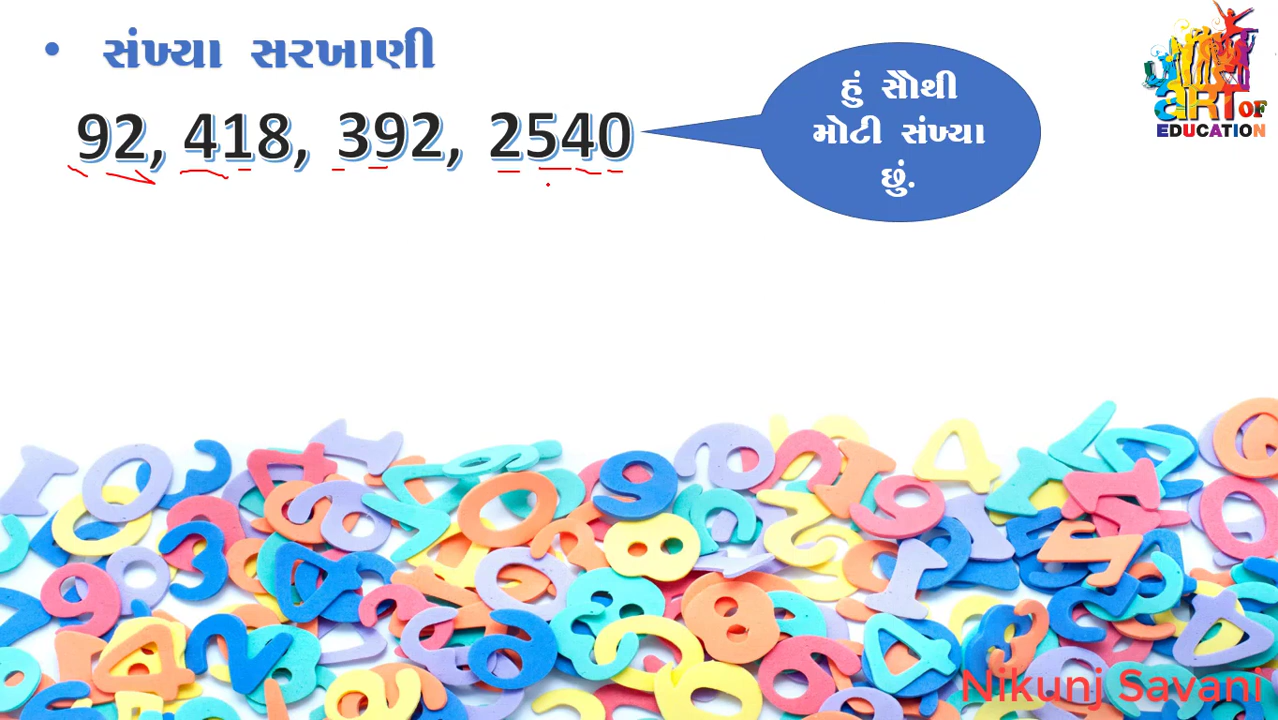 • સંખ્યા સરખાણી
92, 418, 392, 2540
હું સૌથી
મોટી સંખ્યા
છું.
ART OF
EDUCATION
Nikunj Savani